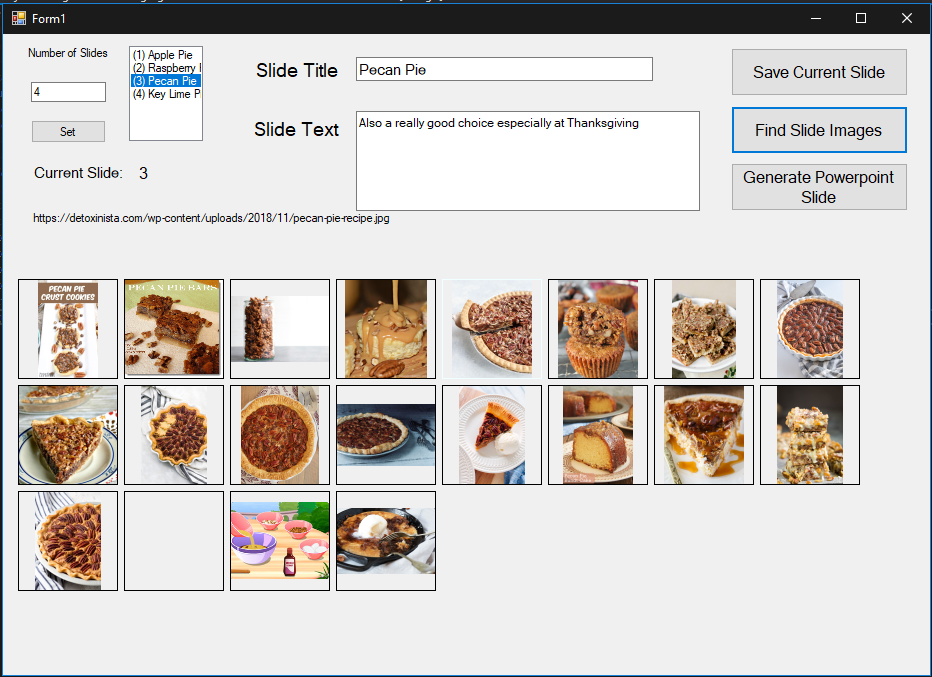 Form1
Number of Slides
4
Set
(1) Apple Pie
(2) Raspberry
(3) Pecan Pie
(4) Key Lime P
Slide Title
Pecan Pie
Slide Text
Also a really good choice especially at Thanksgiving
Save Current Slide
Find Slide Images
Generate Powerpoint
Slide
Current Slide: 3
https://detoxinista.com/wp-content/uploads/2018/11/pecan-pie-recipe.jpg
PECAN PIE
CRUST COOKIES
PECAN PIE BARS